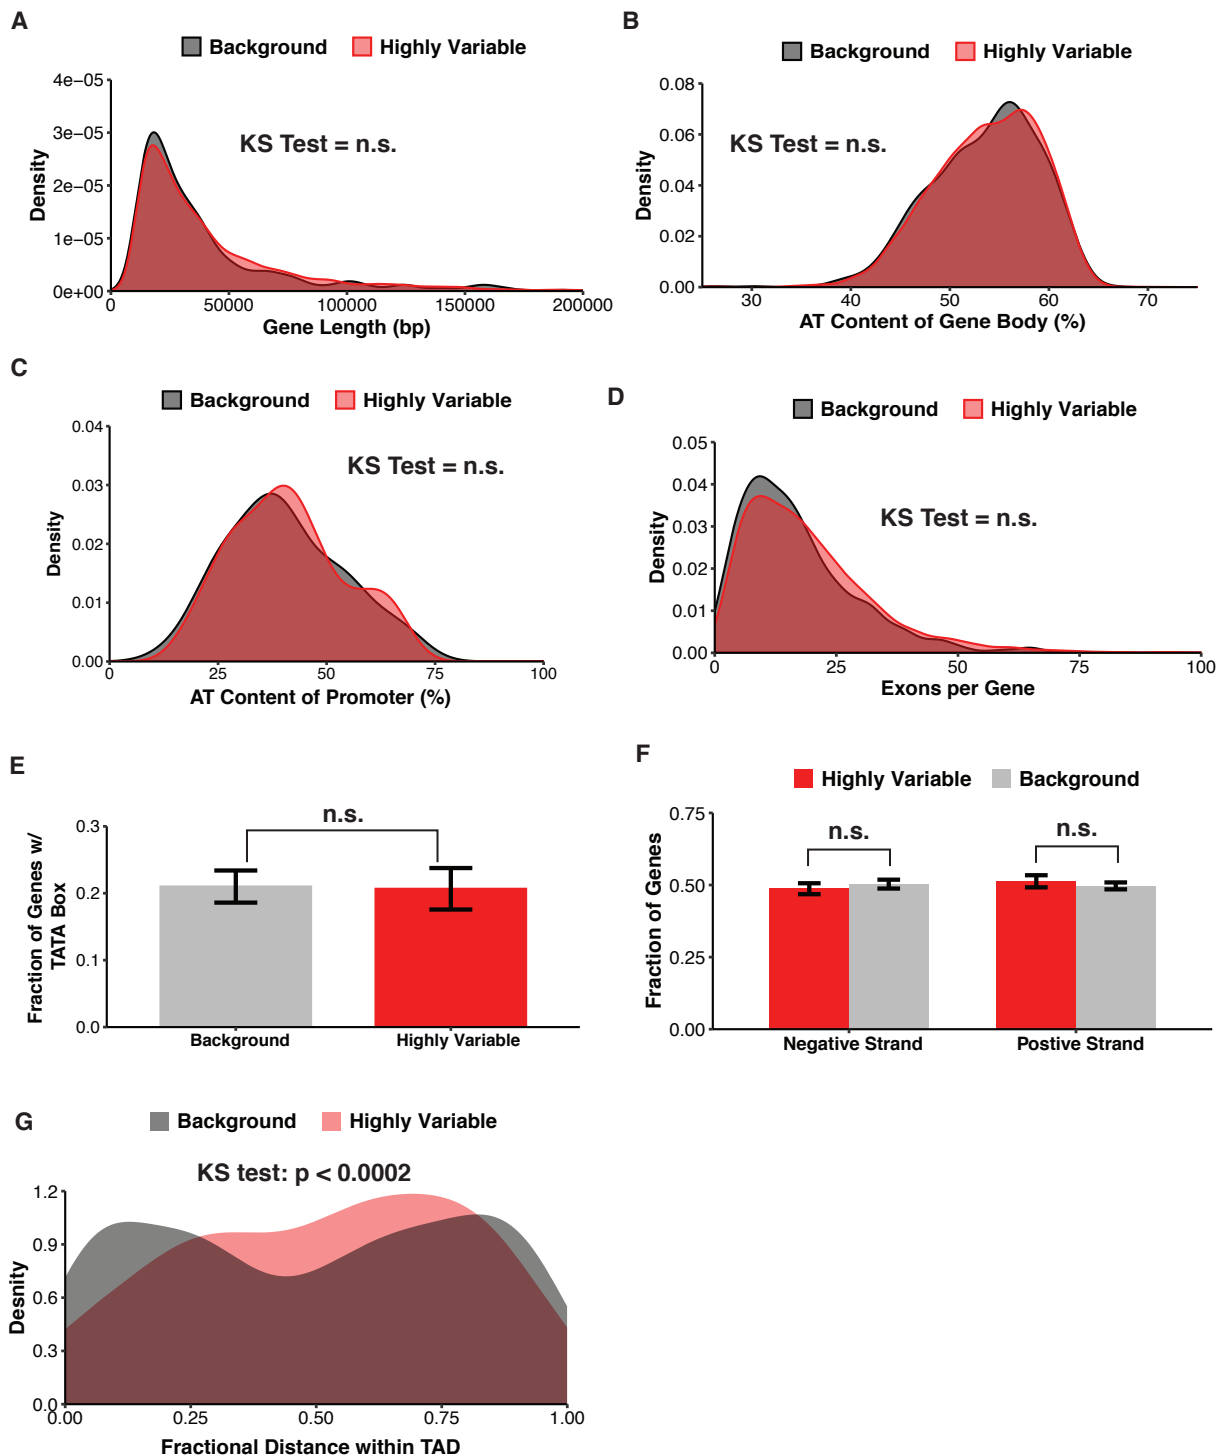 A
Background Highly Variable
4e−05
3e−05
2e−05
1e−05
0e+00
Density
KS Test = n.s.
0 50000 100000 150000 200000
Gene Length (bp)
B
Background Highly Variable
0.08
0.06
0.04
0.02
0.00
Density
KS Test = n.s.
30 40 50 60 70
AT Content of Gene Body (%)
C
Background Highly Variable
0.04
0.03
0.02
0.01
0.00
Density
KS Test = n.s.
0 25 50 75 100
AT Content of Promoter (%)
D
Background Highly Variable
0.05
0.04
0.03
0.02
0.01
0.00
Density
KS Test = n.s.
0 25 50 75 100
Exons per Gene
E
n.s.
0.3
0.2
0.1
0.0
Fraction of Genes w/
TATA Box
Background Highly Variable
F
Highly Variable Background
0.75
0.50
0.25
0.00
Fraction of Genes
n.s. n.s.
Negative Strand Postive Strand
G
Background Highly Variable
KS test: p < 0.0002
1.2
0.9
0.6
0.3
0.0
Desnity
0.00 0.25 0.50 0.75 1.00
Fractional Distance within TAD